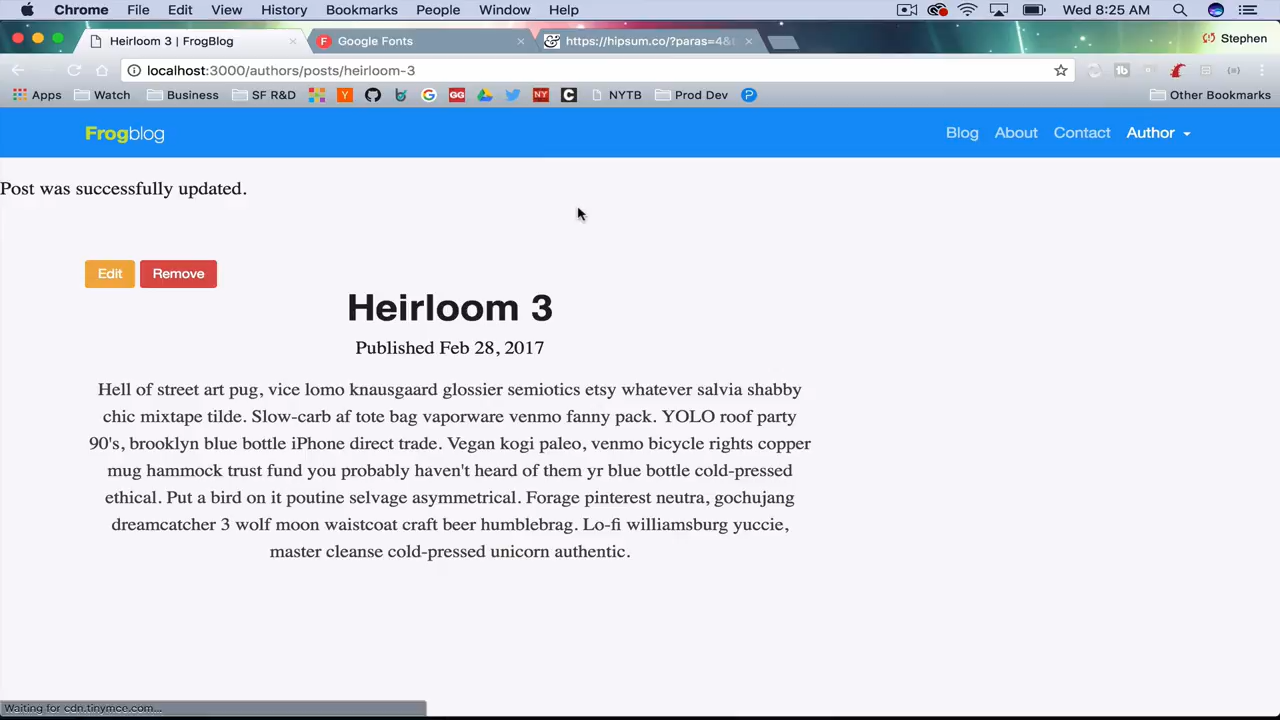 Chrome File Edit View History Bookmarks People Window Help Wed 8:25 AM
Heirloom 3 | FrogBlog Google Fonts https://hipsum.co/?paras=4& Stephen
localhost:3000/authors/posts/heirloom-3
Apps Watch Business SF R&D GG NY C NYTB Prod Dev Other Bookmarks
Frogblog Blog About Contact Author
Post was successfully updated.
Edit Remove
Heirloom 3
Published Feb 28, 2017
Hell of street art pug, vice lomo knausgaard glossier semiotics etsy whatever salvia shabby
chic mixtape tilde. Slow-carb af tote bag vaporware venmo fanny pack. YOLO roof party
90's, brooklyn blue bottle iPhone direct trade. Vegan kogi paleo, venmo bicycle rights copper
mug hammock trust fund you probably haven't heard of them yr blue bottle cold-pressed
ethical. Put a bird on it poutine selvage asymmetrical. Forage pinterest neutra, gochujang
dreamcatcher 3 wolf moon waistcoat craft beer humblebrag. Lo-fi williamsburg yuccie,
master cleanse cold-pressed unicorn authentic.
Waiting for cdn.tinymce.com...